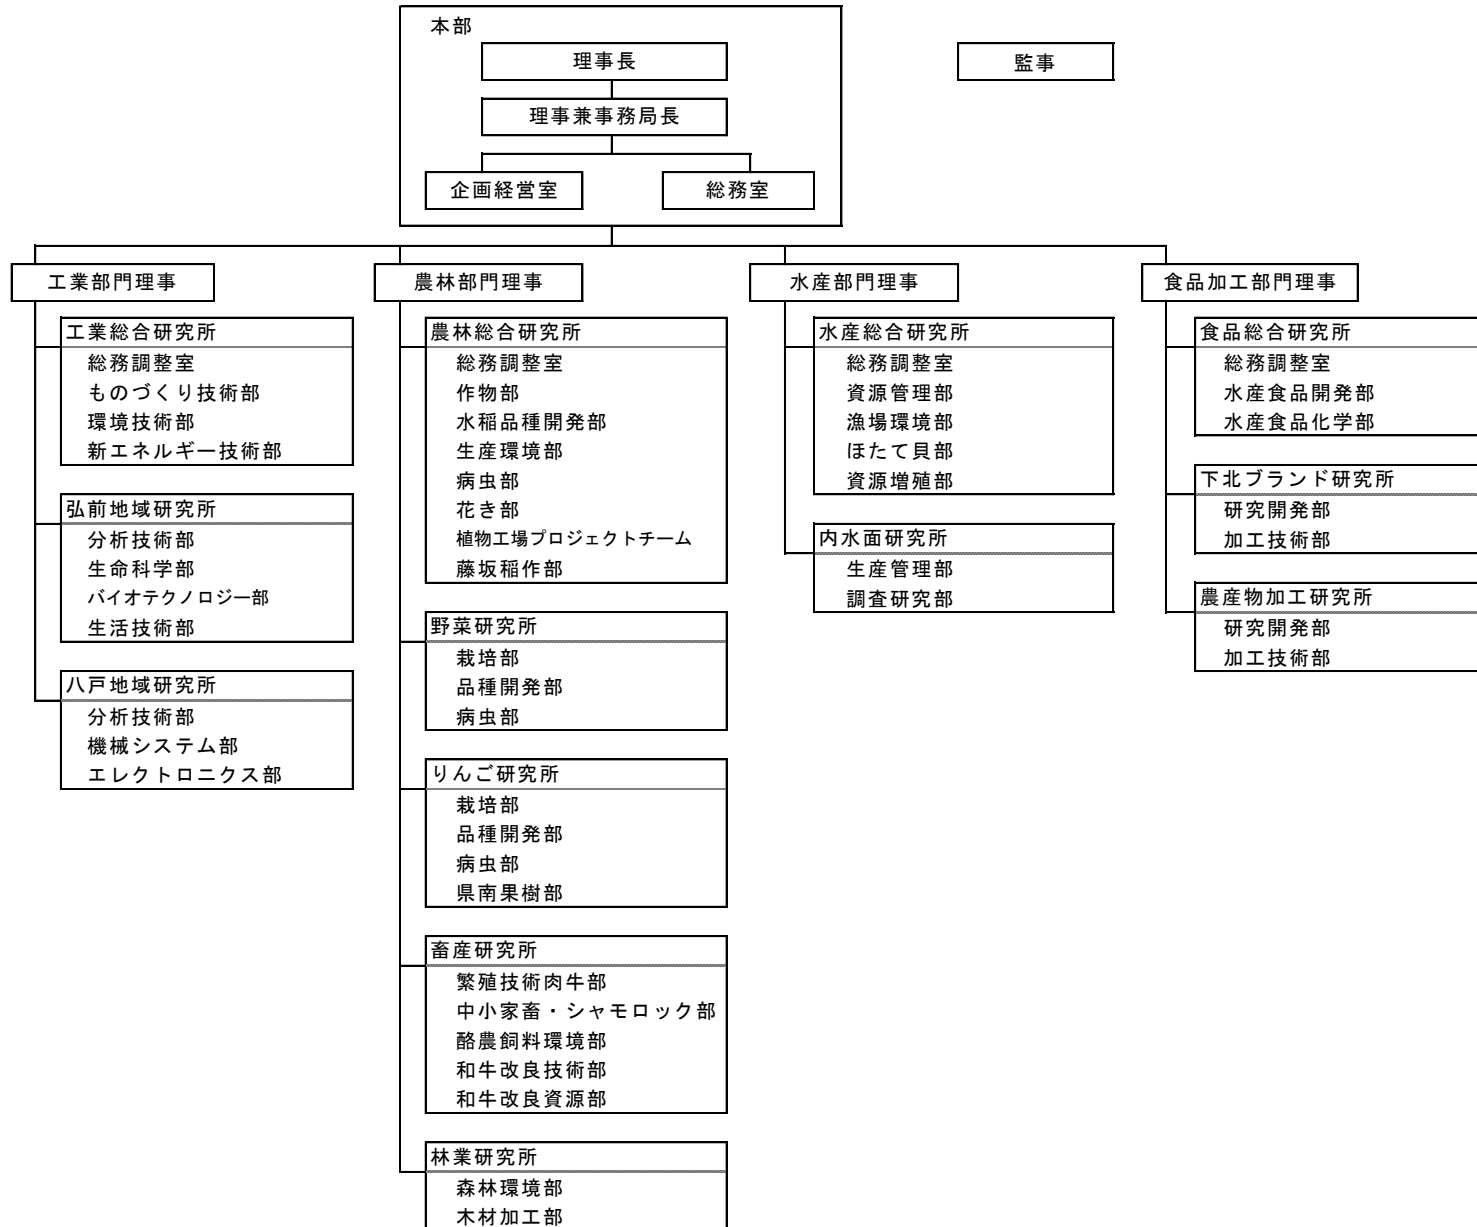 本部
理事長
監事
理事兼事務局長
企画経営室
総務室
工業部門理事
農林部門理事
水産部門理事
食品加工部門理事
工業総合研究所
総務調整室
ものづくり技術部
環境技術部
新エネルギー技術部
弘前地域研究所
分析技術部
生命科学部
バイオテクノロジー部
生活技術部
八戸地域研究所
分析技術部
機械システム部
エレクトロニクス部
農林総合研究所
総務調整室
作物部
水稲品種開発部
生産環境部
病虫部
花き部
植物工場プロジェクトチーム
藤坂稲作部
野菜研究所
栽培部
品種開発部
病虫部
りんご研究所
栽培部
品種開発部
病虫部
県南果樹部
畜産研究所
繁殖技術肉牛部
中小家畜・シャモロック部
酪農飼料環境部
和牛改良技術部
和牛改良資源部
林業研究所
森林環境部
木材加工部
水産総合研究所
総務調整室
資源管理部
漁場環境部
ほたて貝部
資源増殖部
内水面研究所
生産管理部
調査研究部
食品総合研究所
総務調整室
水産食品開発部
水産食品化学部
下北ブランド研究所
研究開発部
加工技術部
農産物加工研究所
研究開発部
加工技術部